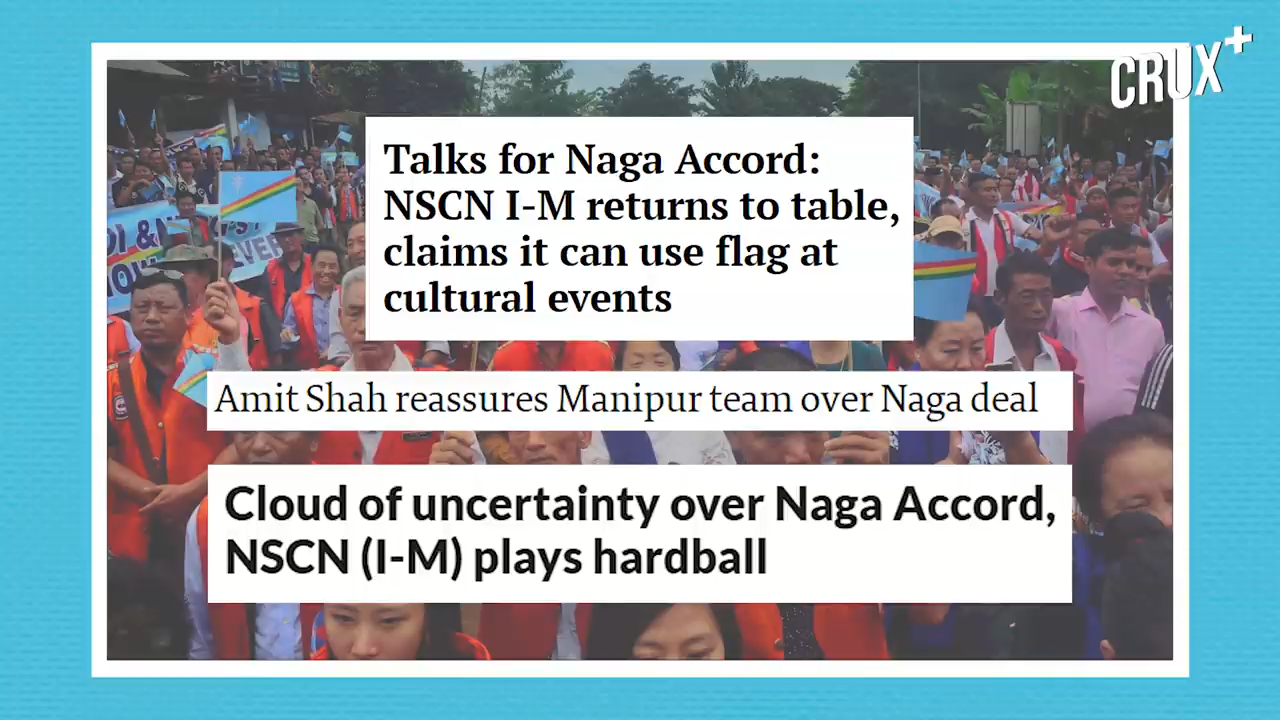 CRUX+
Talks for Naga Accord:
NSCN I-M returns to table,
claims it can use flag at
cultural events
Amit Shah reassures Manipur team over Naga deal
Cloud of uncertainty over Naga Accord,
NSCN (I-M) plays hardball